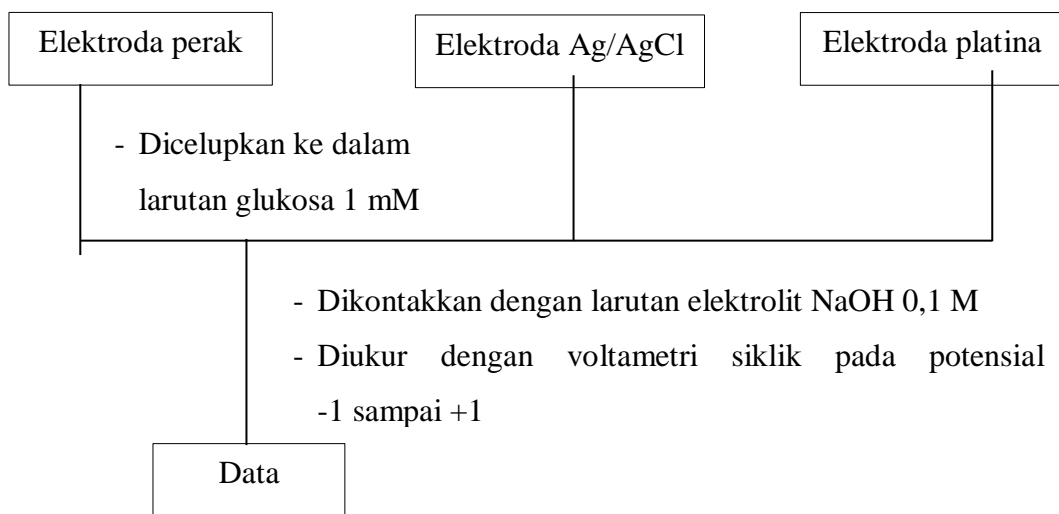 Elektroda perak
Elektroda Ag/AgCl
Elektroda platina
- Dicelupkan ke dalam
larutan glukosa 1 mM
- Dikontakkan dengan larutan elektrolit NaOH 0,1 M
- Diukur dengan voltametri siklik pada potensial
-1 sampai +1
Data